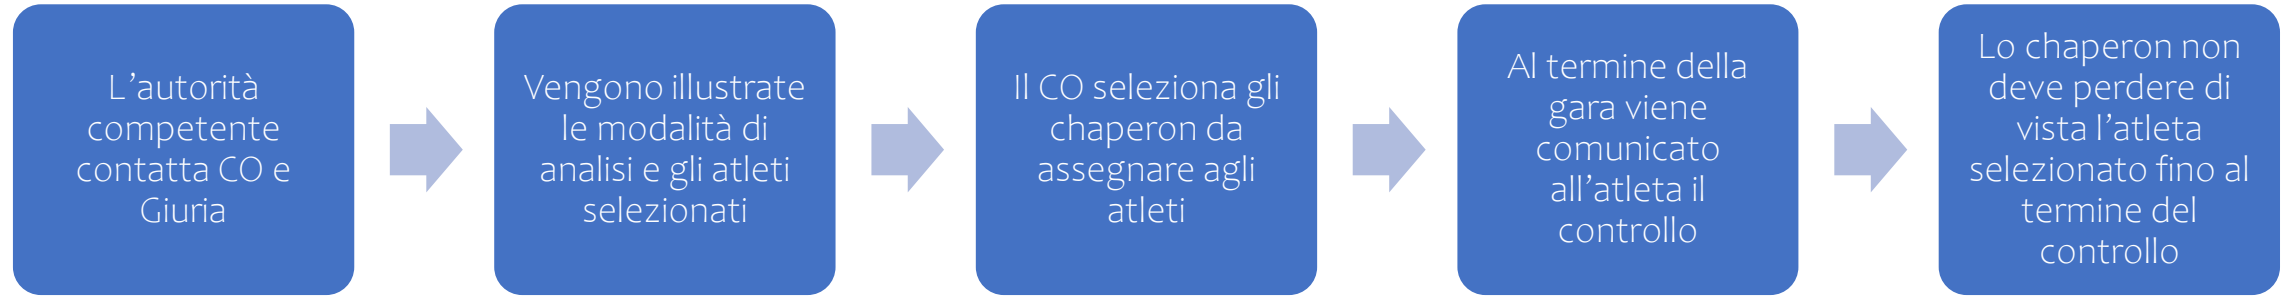 L’autorità
competente
contatta CO e
Giuria
Vengono illustrate
le modalità di
analisi e gli atleti
selezionati
Il CO seleziona gli
chaperon da
assegnare agli
atleti
Al termine della
gara viene
comunicato
all’atleta il
controllo
Lo chaperon non
deve perdere di
vista l’atleta
selezionato fino al
termine del
controllo